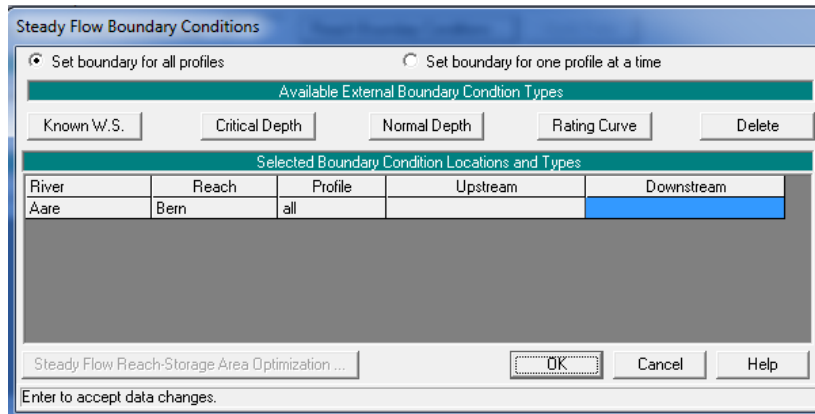 Steady Flow Boundary Conditions
Set boundary for all profiles Set boundary for one profile at a time
Available External Boundary Condtion Types
Known W.S. Critical Depth Normal Depth Rating Curve Delete
Selected Boundary Condition Locations and Types
River Reach Profile Upstream Downstream
Aare Bern all
Steady Flow Reach-Storage Area Optimization ... OK Cancel Help
Enter to accept data changes.